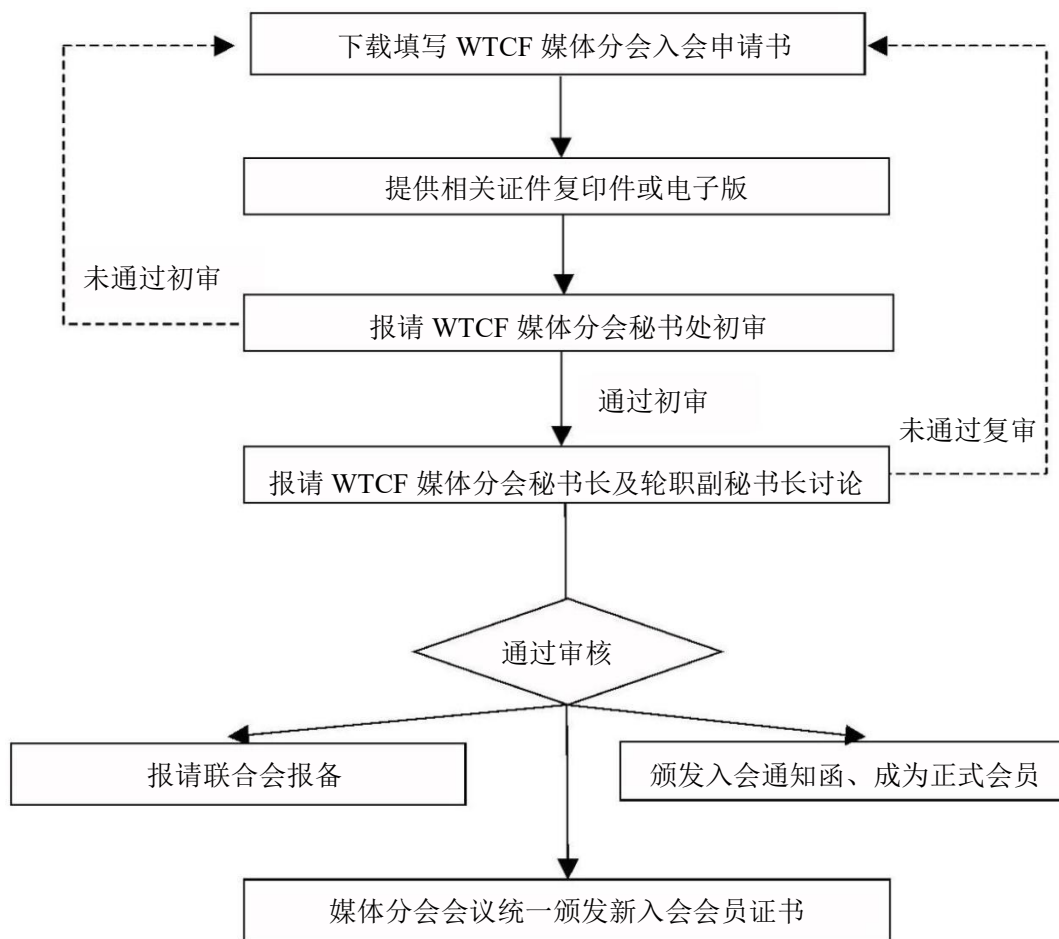 下载填写 WTCF 媒体分会入会申请书
提供相关证件复印件或电子版
未通过初审
报请 WTCF 媒体分会秘书处初审
通过初审
未通过复审
报请 WTCF 媒体分会秘书长及轮职副秘书长讨论
通过审核
报请联合会报备
颁发入会通知函、成为正式会员
媒体分会会议统一颁发新入会会员证书